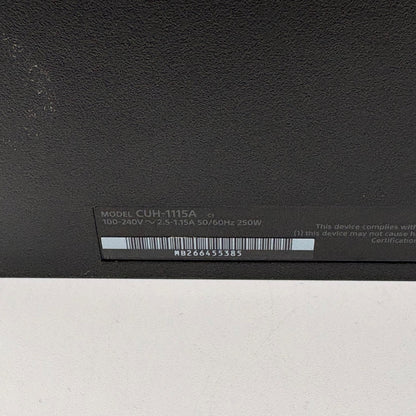 MODEL CUH-1115A CI
100-240V ~ 2.5-1.15A 50/60Hz 250W
This device complies with
(1) this device may not cause h
Certification
MB266455385